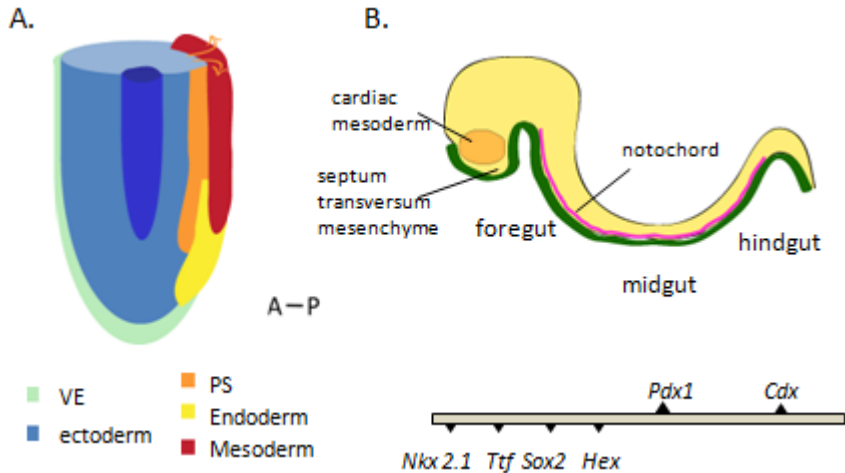 A.
A–P
VE
ectoderm
PS
Endoderm
Mesoderm
B.
cardiac
mesoderm
septum
transversum
mesenchyme
notochord
foregut
midgut
hindgut
Pdx1 Cdx
Nkx 2.1 Ttf Sox2 Hex